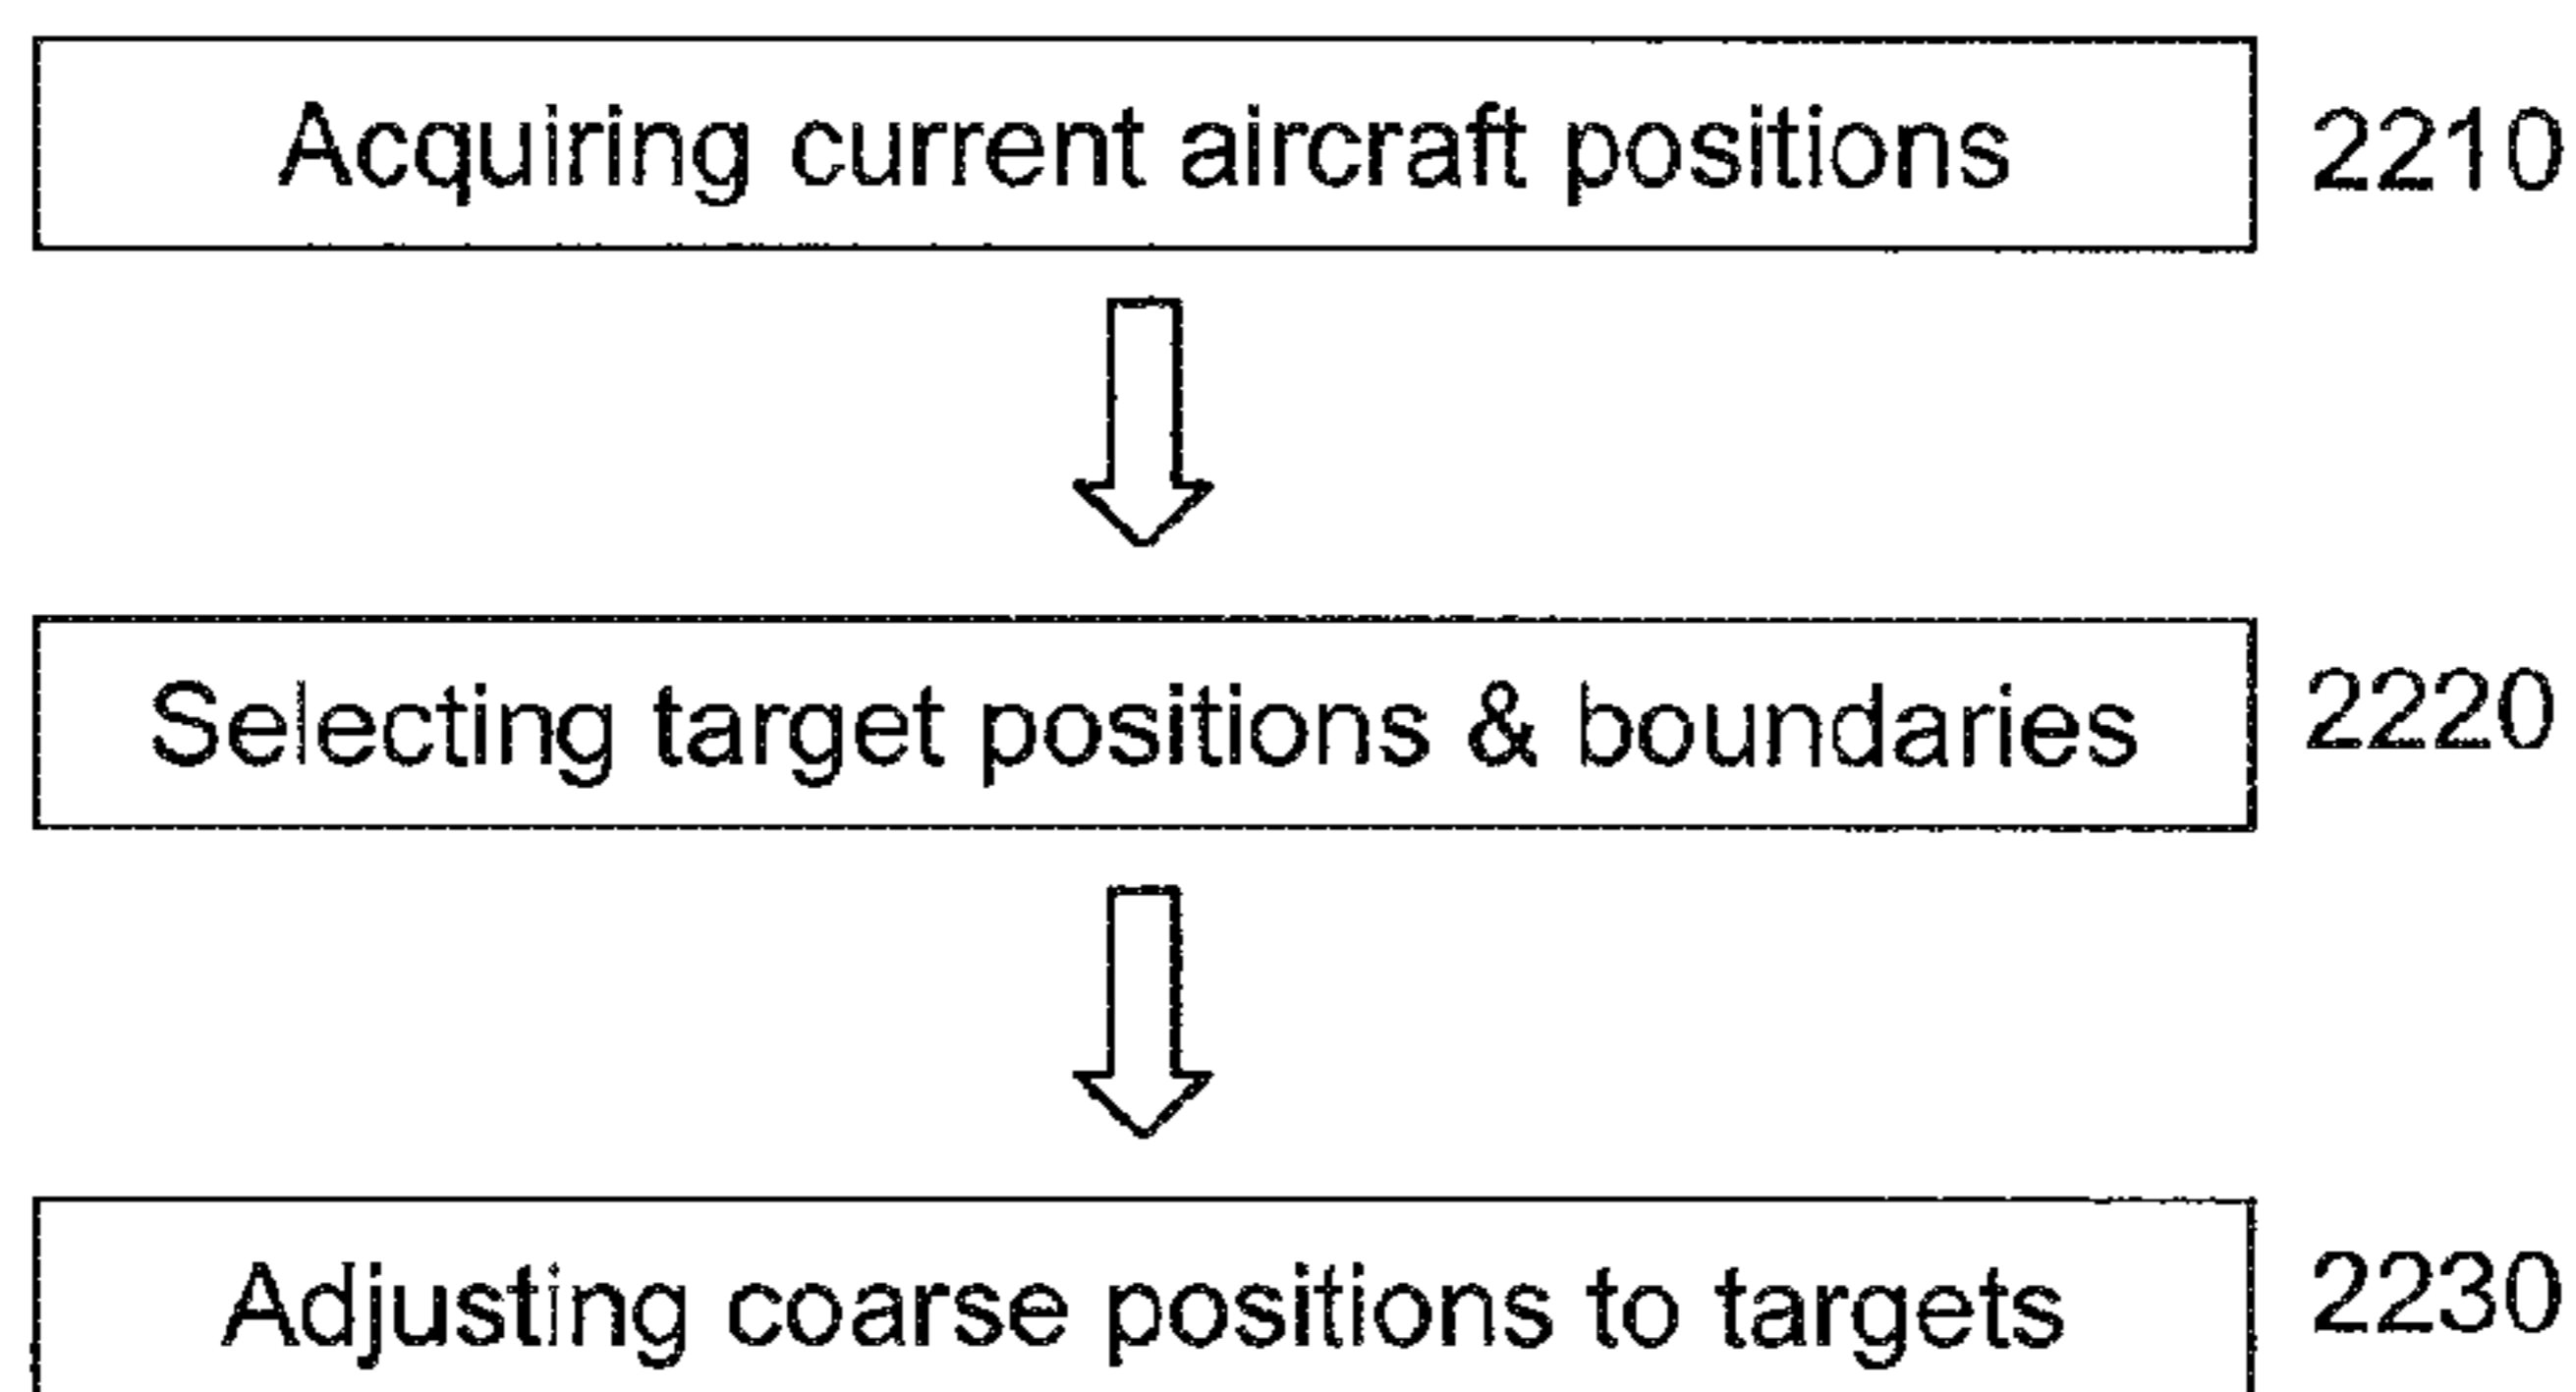 Acquiring current aircraft positions 2210
Selecting target positions & boundaries 2220
Adjusting coarse positions to targets 2230